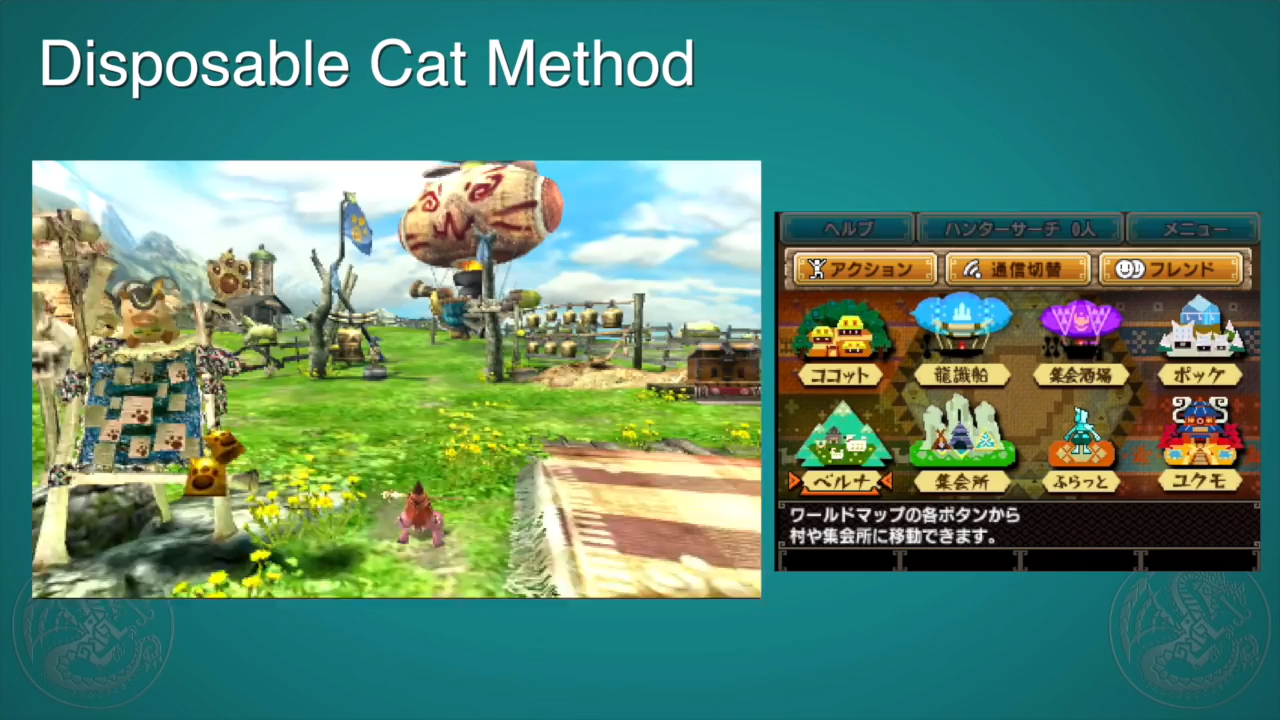 Disposable Cat Method
ヘルプ
ハンターサーチ 0人
メニュー
アクション
通信切替
フレンド
ココット
龍識船
集会酒場
ポッケ
ベルナ
集会所
ふらっと
ユクモ
ワールドマップの各ボタンから
村や集会所に移動できます。